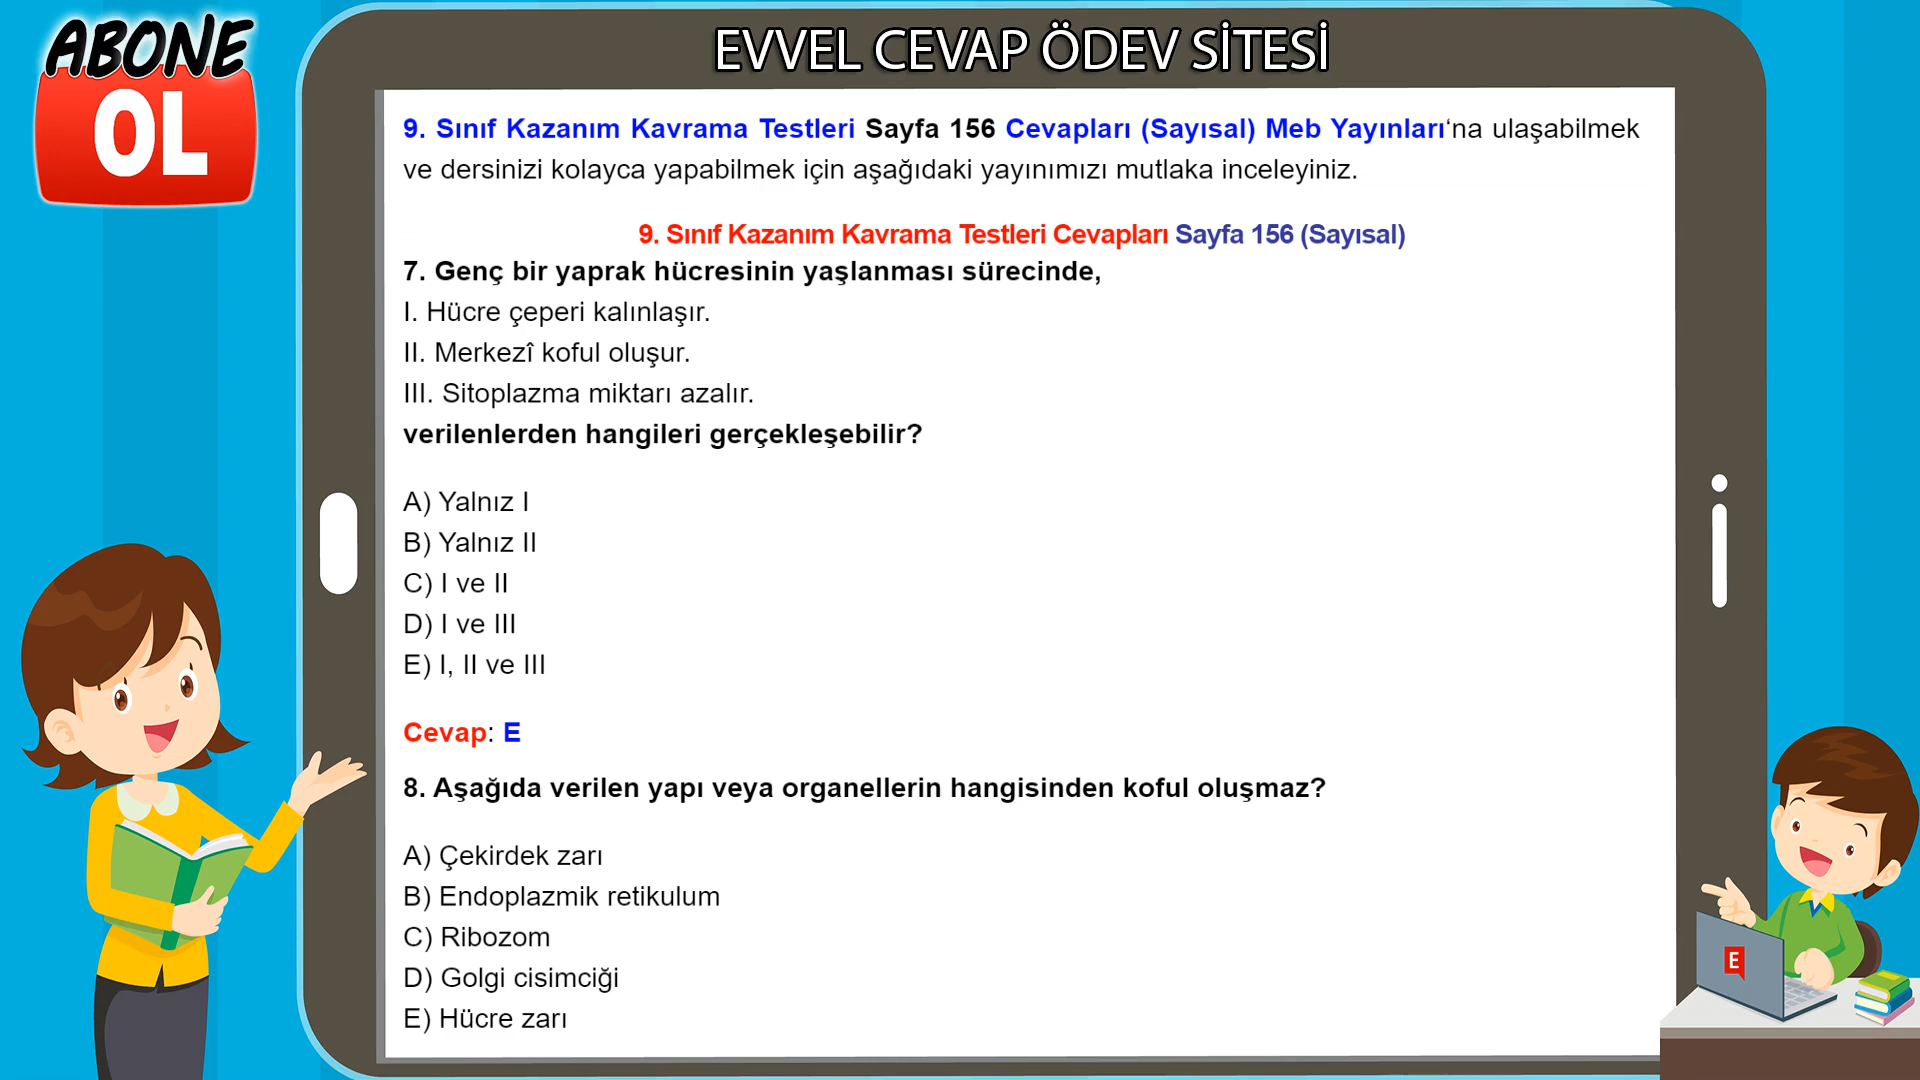 ABONE
OL
EVVEL CEVAP ÖDEV SİTESİ
9. Sınıf Kazanım Kavrama Testleri Sayfa 156 Cevapları (Sayısal) Meb Yayınları‘na ulaşabilmek
ve dersinizi kolayca yapabilmek için aşağıdaki yayınımızı mutlaka inceleyiniz.
9. Sınıf Kazanım Kavrama Testleri Cevapları Sayfa 156 (Sayısal)
7. Genç bir yaprak hücresinin yaşlanması sürecinde,
I. Hücre çeperi kalınlaşır.
II. Merkezî koful oluşur.
III. Sitoplazma miktarı azalır.
verilenlerden hangileri gerçekleşebilir?
A) Yalnız I
B) Yalnız II
C) I ve II
D) I ve III
E) I, II ve III
Cevap: E
8. Aşağıda verilen yapı veya organellerin hangisinden koful oluşmaz?
A) Çekirdek zarı
B) Endoplazmik retikulum
C) Ribozom
D) Golgi cisimciği
E) Hücre zarı
E